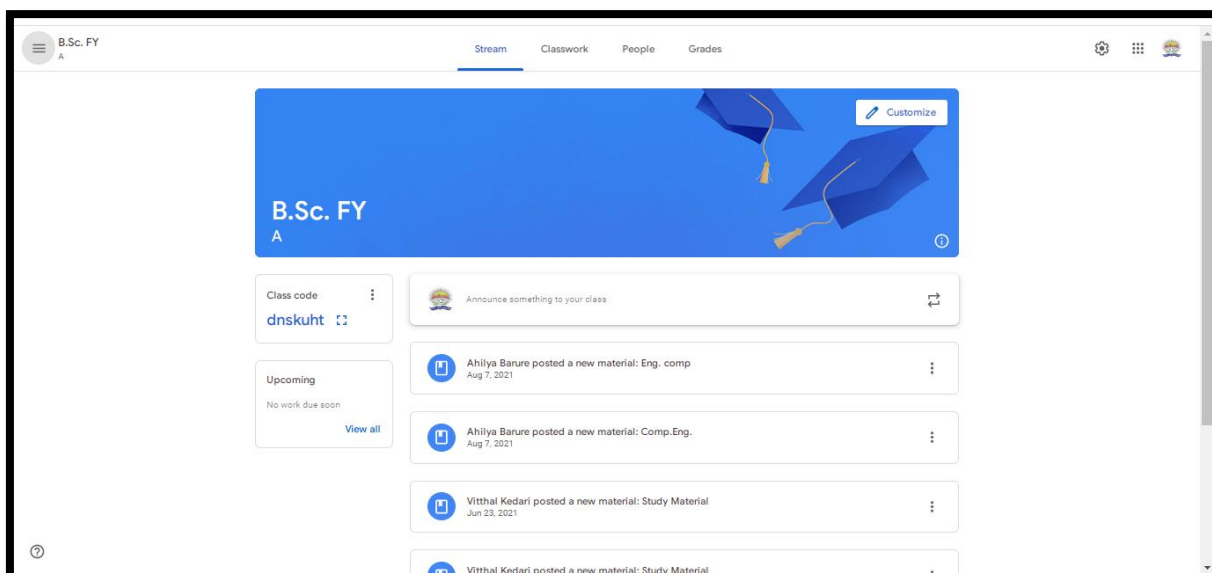 B.Sc. FY
A
Stream Classwork People Grades
Customize
B.Sc. FY
A
Class code
dnskuht
Upcoming
No work due soon
View all
Announce something to your class
Ahilya Barure posted a new material: Eng. comp
Aug 7, 2021
Ahilya Barure posted a new material: Comp.Eng.
Aug 7, 2021
Vitthal Kedari posted a new material: Study Material
Jun 23, 2021
Vitthal Kedari posted a new material: Study Material